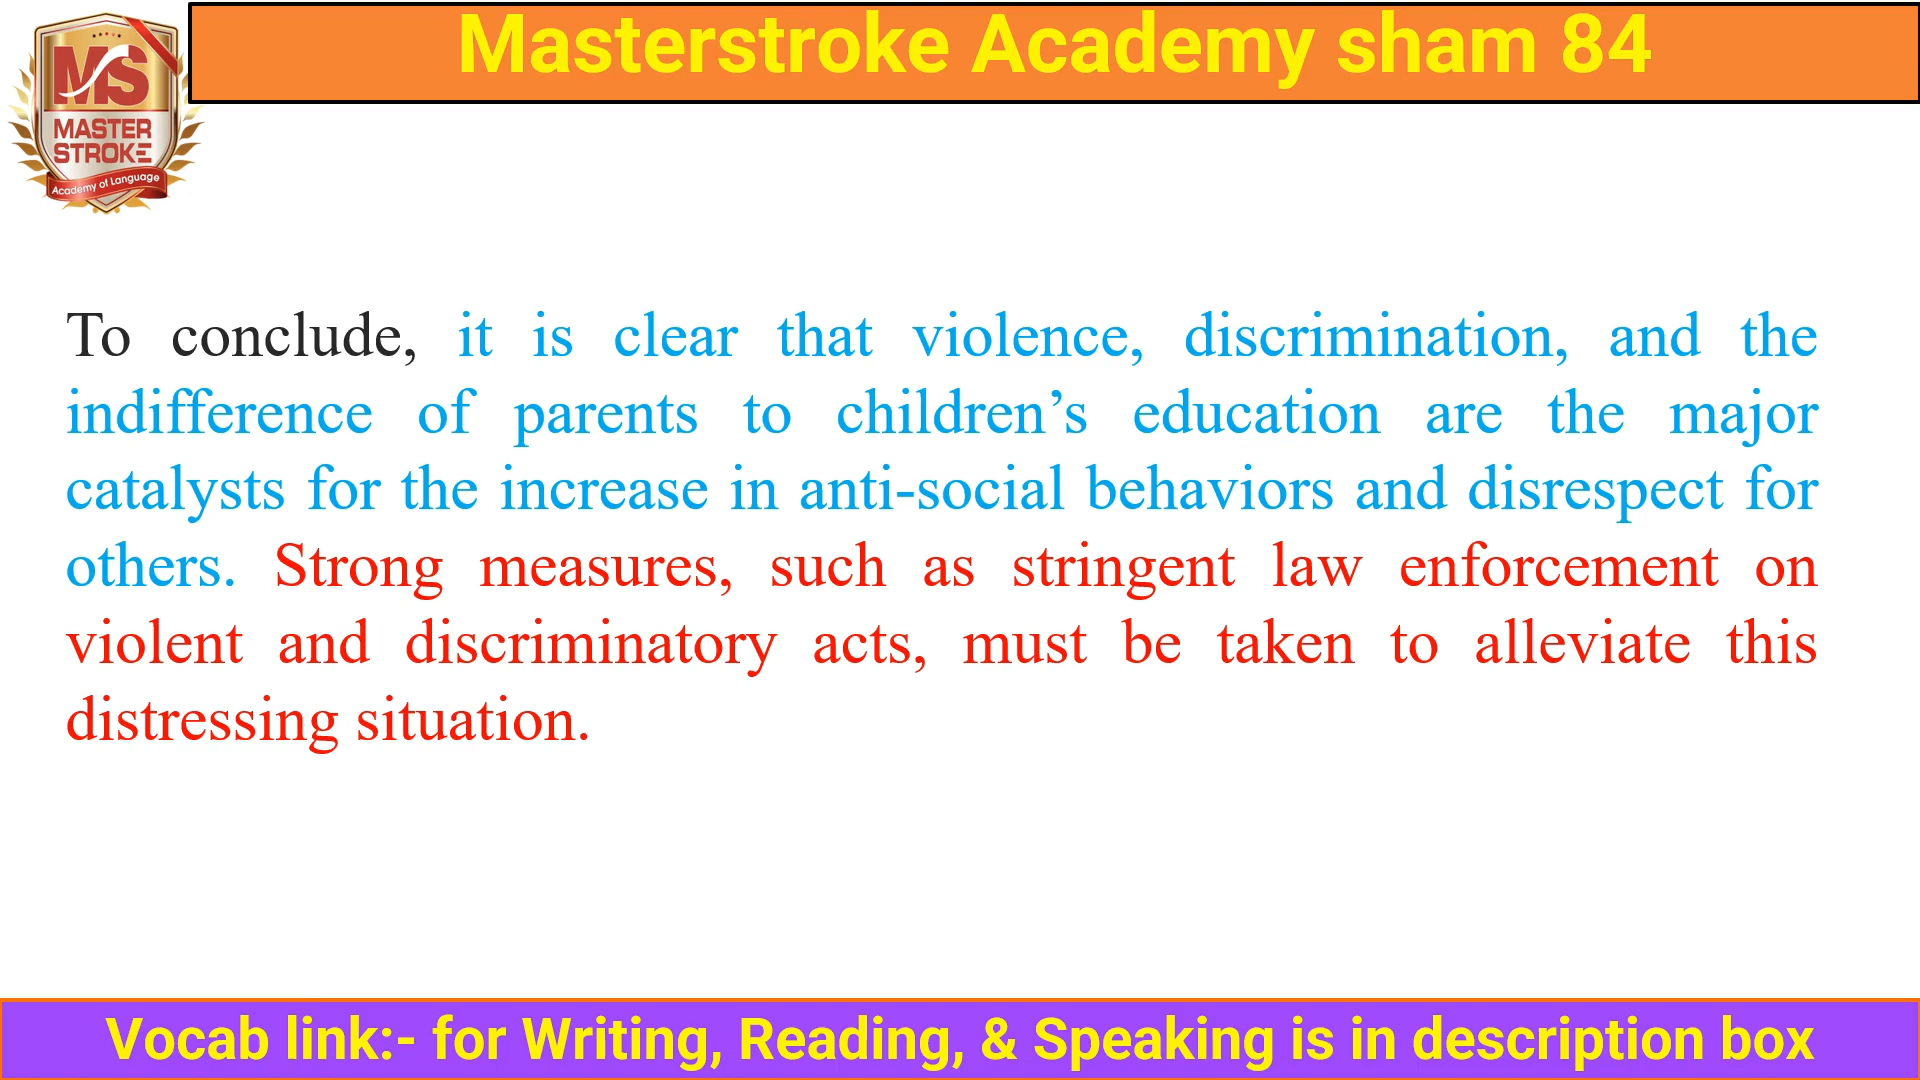 Masterstroke Academy sham 84
MS
MASTER
STROKE
Academy of Language
To conclude, it is clear that violence, discrimination, and the
indifference of parents to children’s education are the major
catalysts for the increase in anti-social behaviors and disrespect for
others. Strong measures, such as stringent law enforcement on
violent and discriminatory acts, must be taken to alleviate this
distressing situation.
Vocab link:- for Writing, Reading, & Speaking is in description box